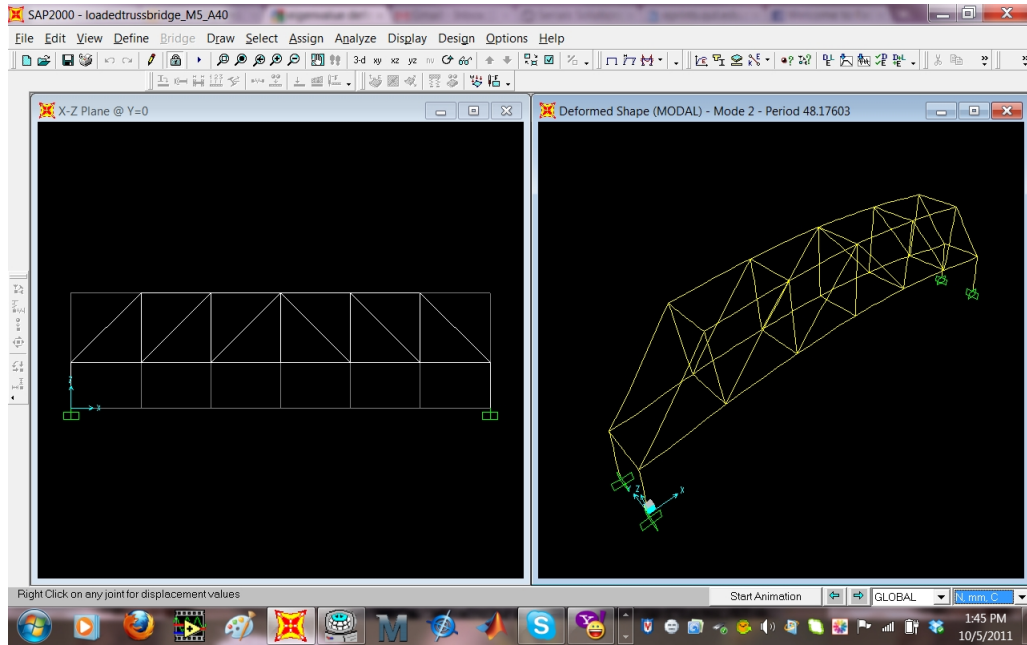 SAP2000 - loadedtrussbridge_M5_A40
File Edit View Define Bridge Draw Select Assign Analyze Display Design Options Help
3-d xy xz yz nv
X-Z Plane @ Y=0
Deformed Shape (MODAL) - Mode 2 - Period 48.17603
Z
X
Z
X
Right Click on any joint for displacement values
Start Animation
GLOBAL
N, mm, C
1:45 PM
10/5/2011